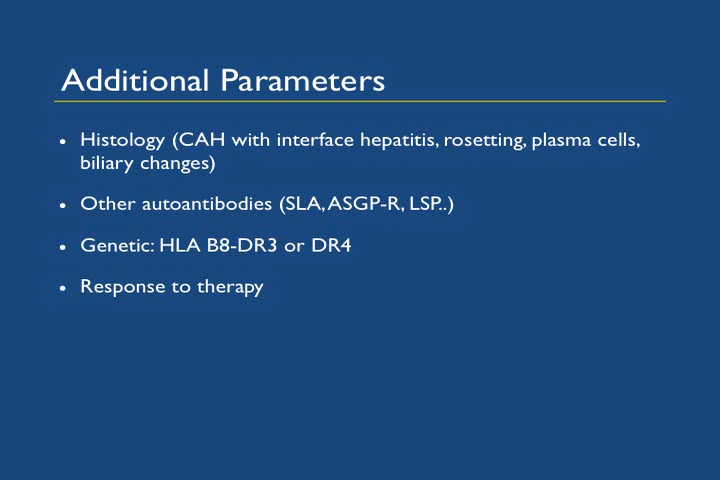 Additional Parameters
• Histology (CAH with interface hepatitis, rosetting, plasma cells,
biliary changes)
• Other autoantibodies (SLA, ASGP-R, LSP..)
• Genetic: HLA B8-DR3 or DR4
• Response to therapy